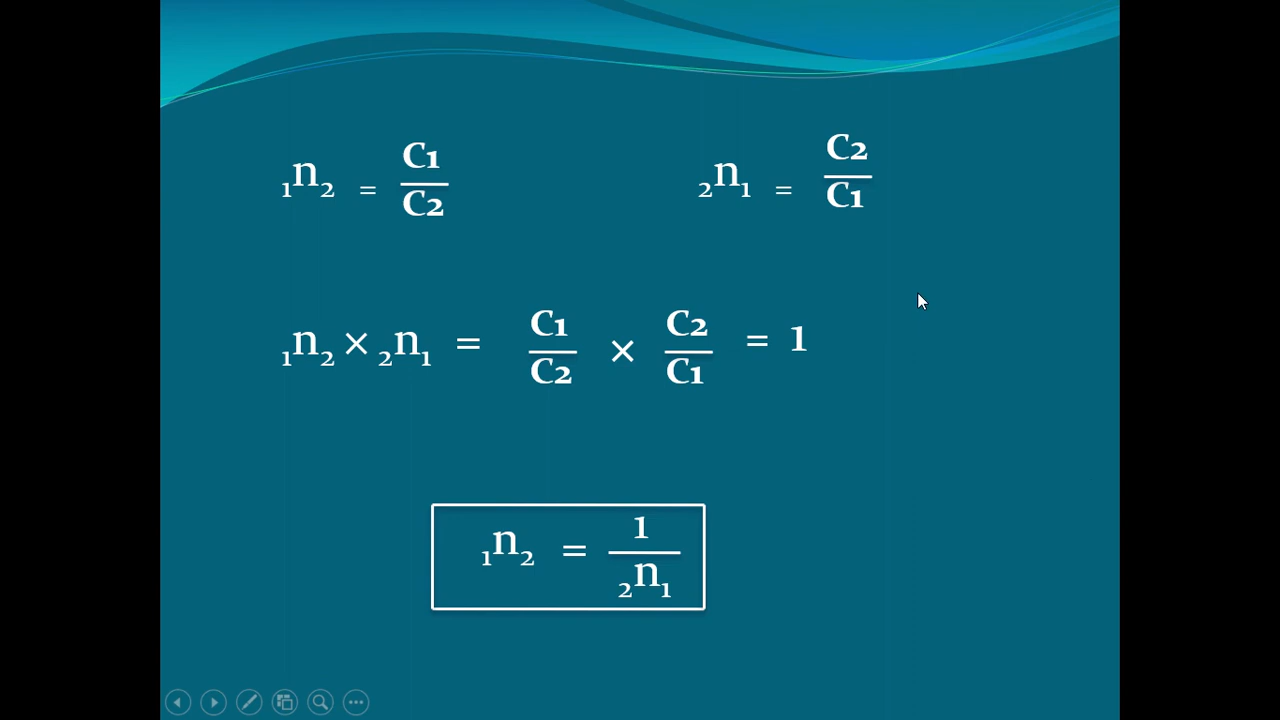 ₁n₂ = C1/C2
₂n₁ = C2/C1
₁n₂ × ₂n₁ = C1/C2 × C2/C1 = 1
₁n₂ = 1/₂n₁